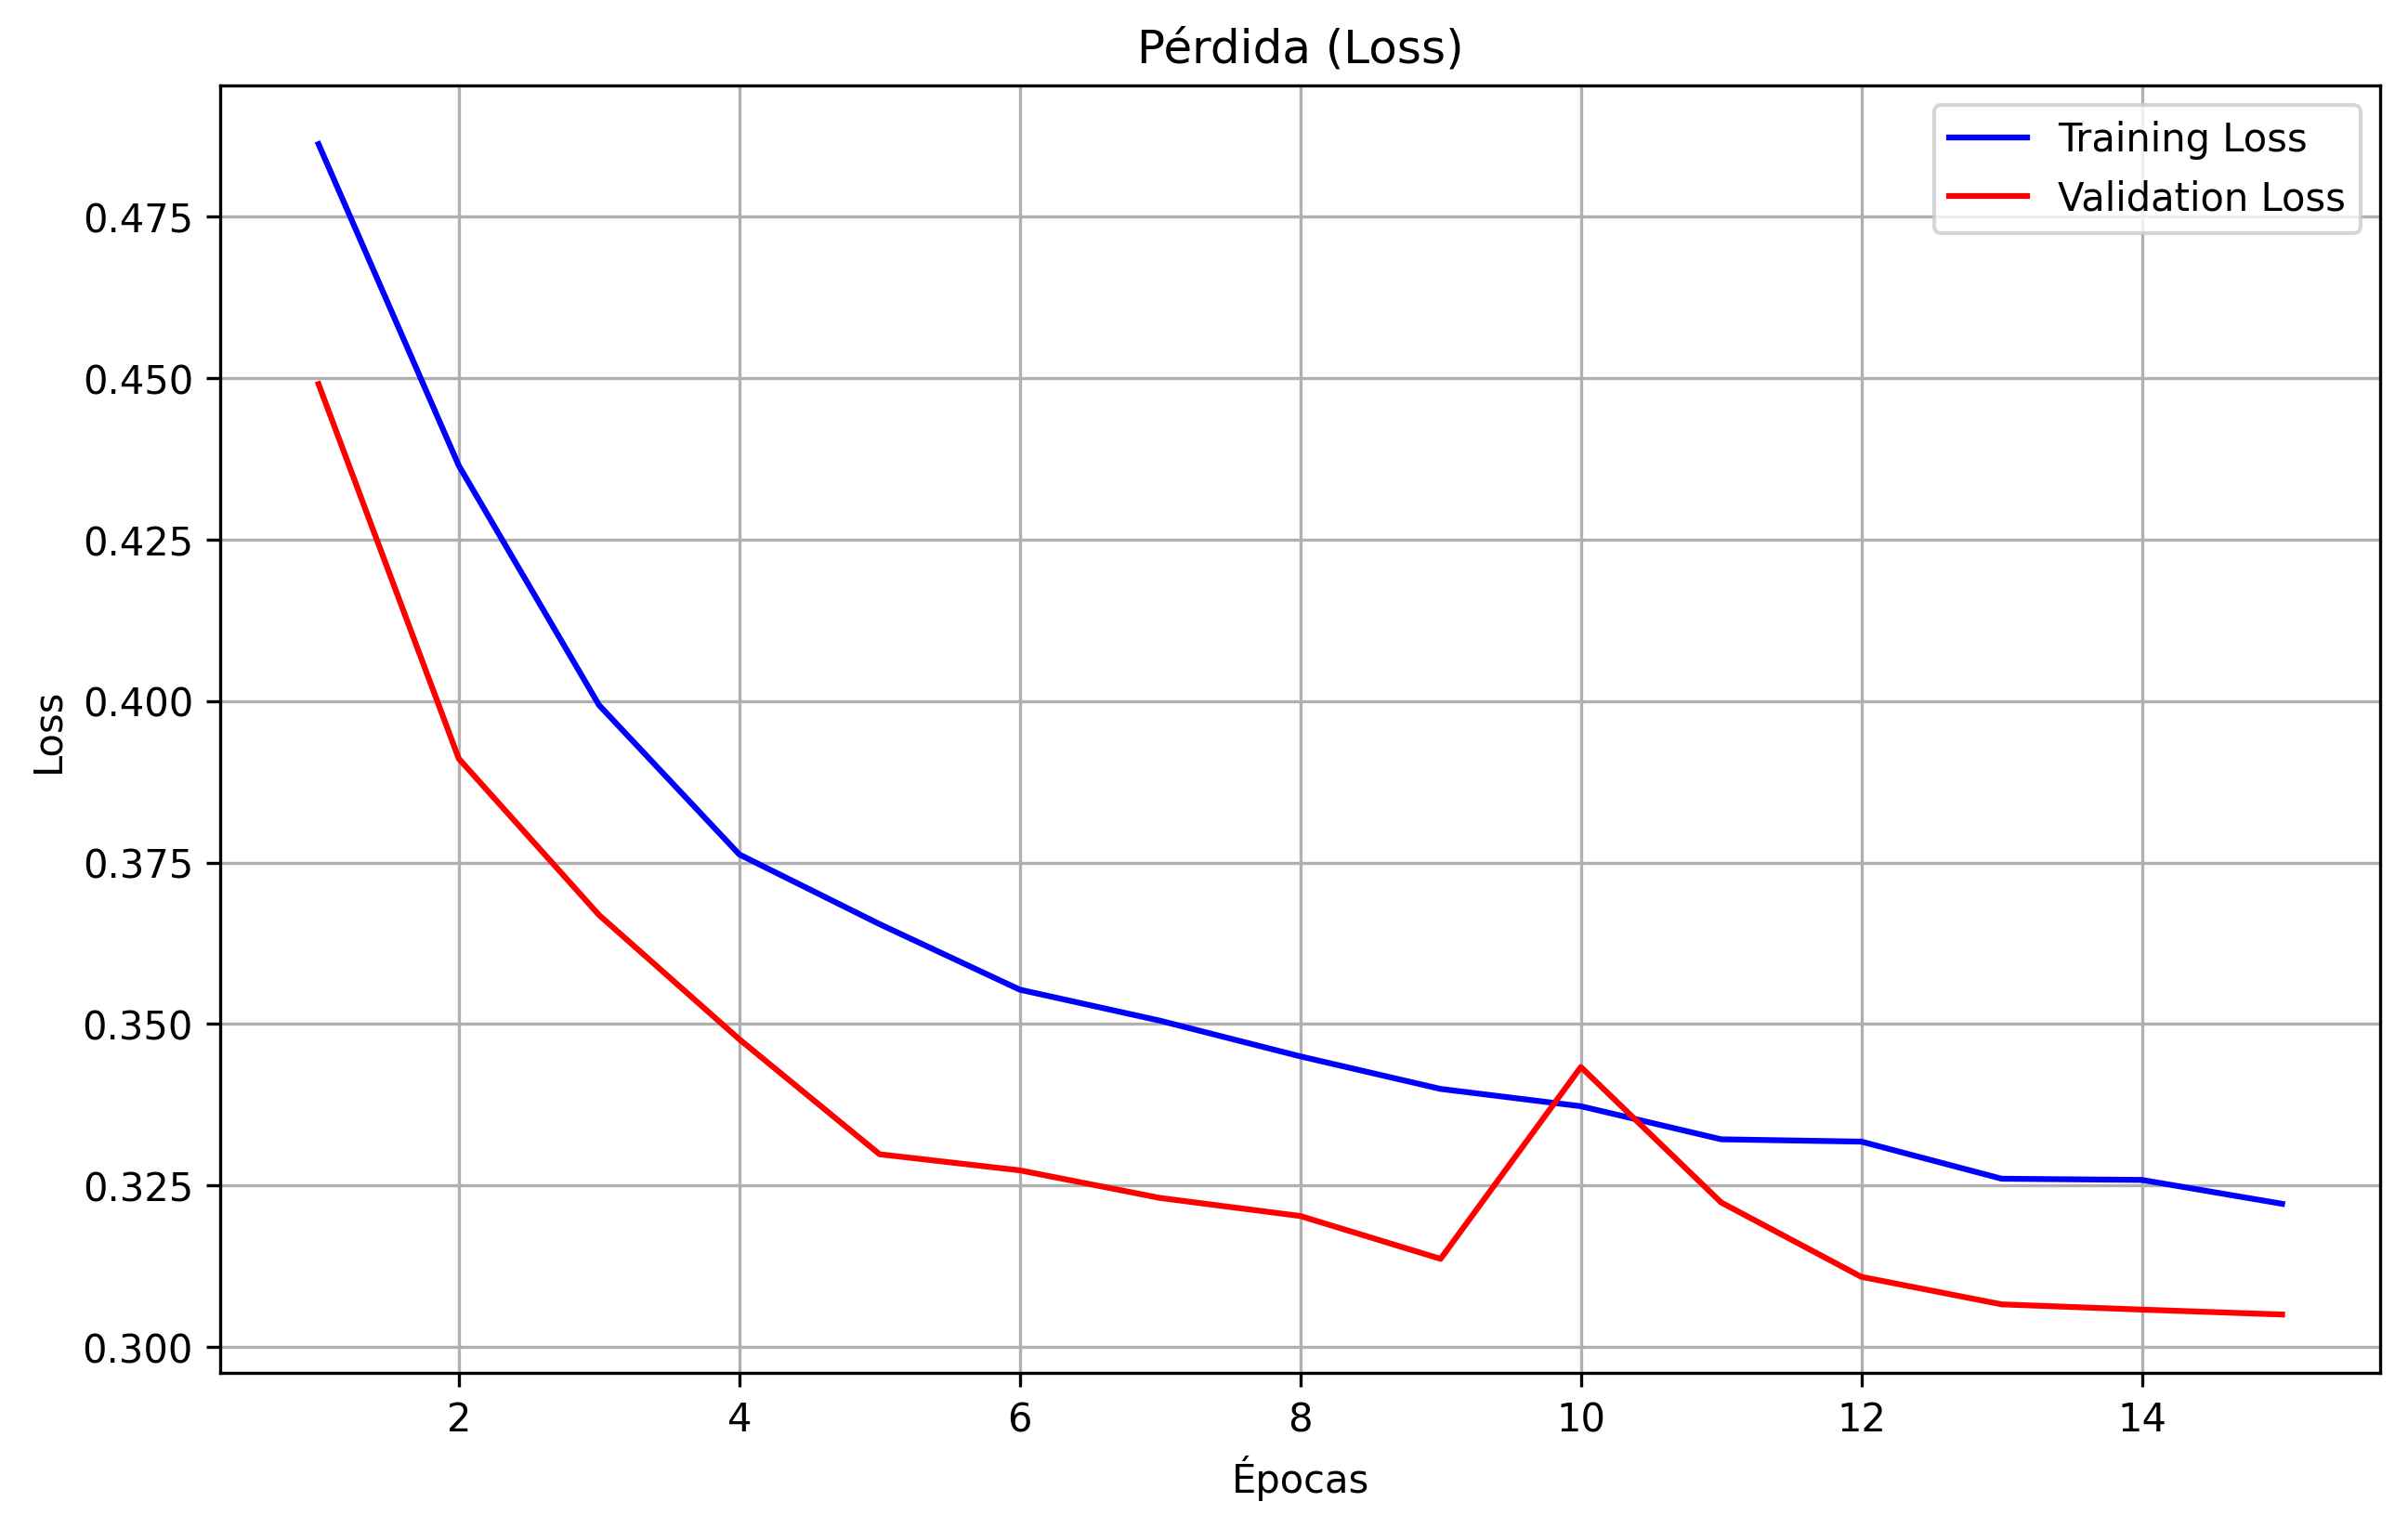 Pérdida (Loss)
Training Loss
Validation Loss
0.475
0.450
0.425
0.400
0.375
0.350
0.325
0.300
Loss
2 4 6 8 10 12 14
Épocas